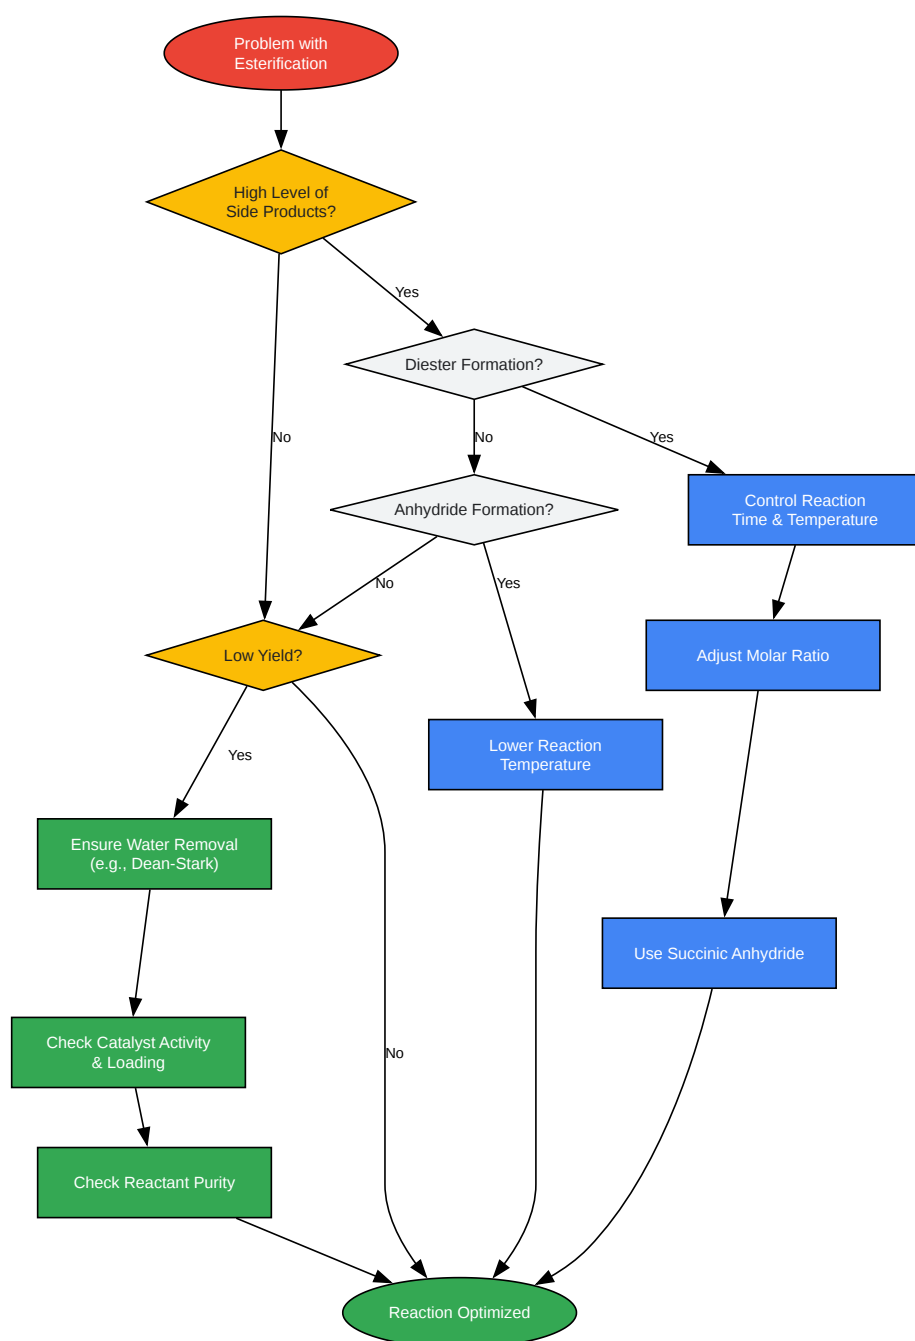 Problem with
Esterification
High Level of
Side Products?
Yes
Diester Formation?
No
No
Yes
Control Reaction
Time & Temperature
Anhydride Formation?
No
Yes
Low Yield?
Adjust Molar Ratio
Lower Reaction
Temperature
Yes
Ensure Water Removal
(e.g., Dean-Stark)
Use Succinic Anhydride
Check Catalyst Activity
& Loading
No
Check Reactant Purity
Reaction Optimized